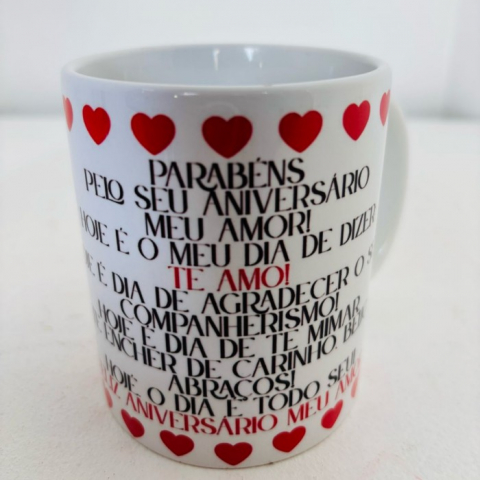 PARABÉNS
PELO SEU ANIVERSÁRIO
MEU AMOR!
HOJE É O MEU DIA DE DIZER
TE AMO!
É DIA DE AGRADECER O
COMPANHERISMO!
HOJE É DIA DE TE MIMAR
ENCHER DE CARINHO,
ABRAÇOS!
HOJE O DIA É TODO SEU!
ANIVERSÁRIO MEU